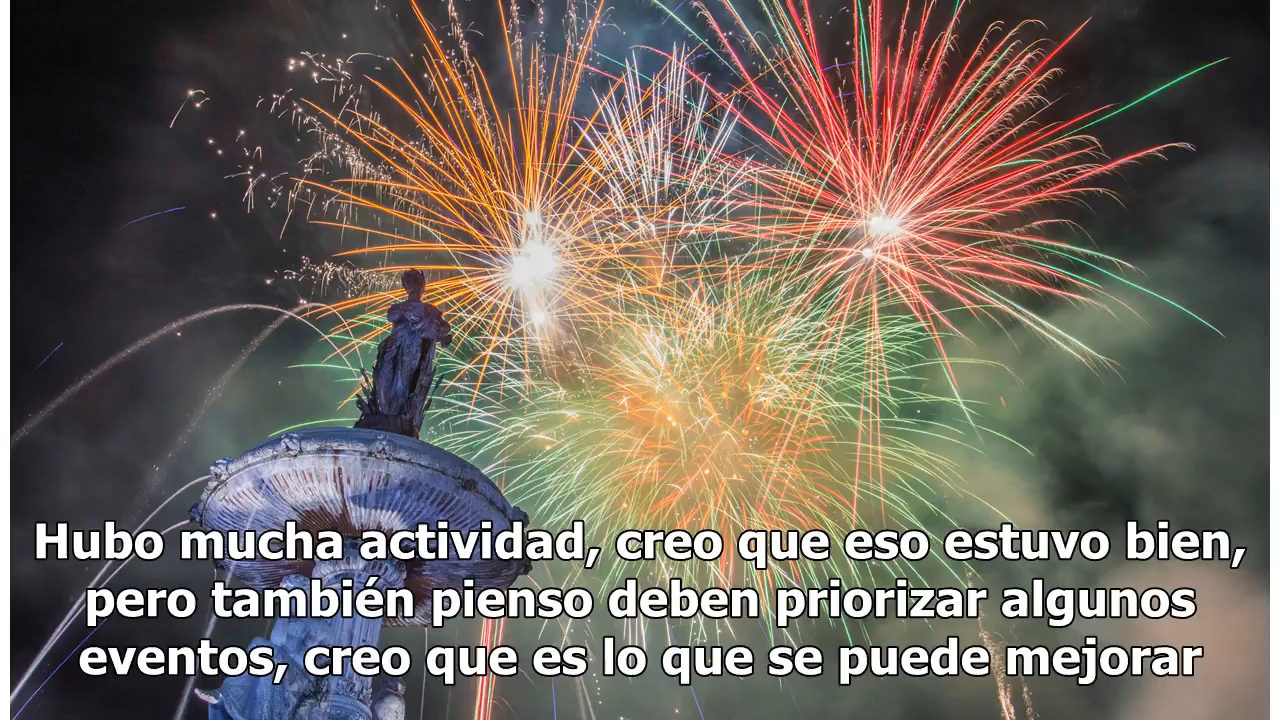 Hubo mucha actividad, creo que eso estuvo bien,
pero también pienso deben priorizar algunos
eventos, creo que es lo que se puede mejorar